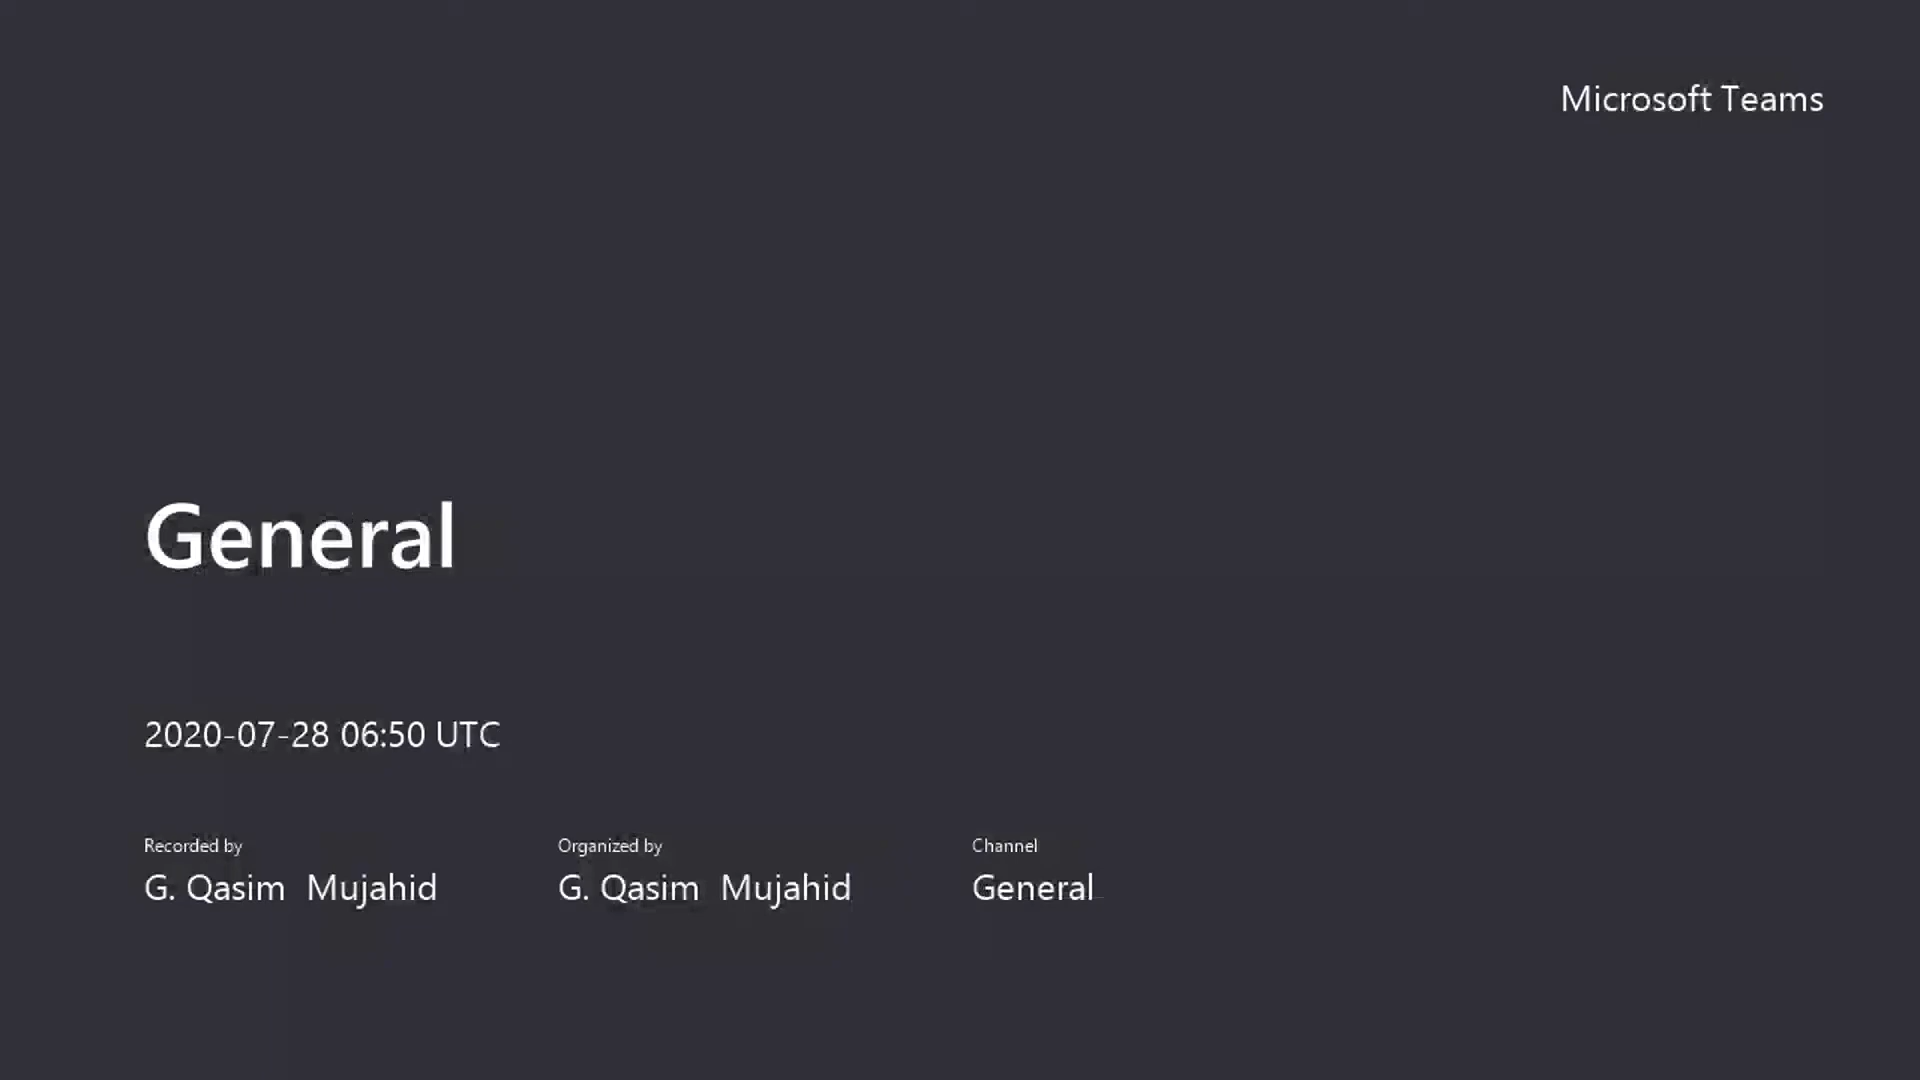 Microsoft Teams
General
2020-07-28 06:50 UTC
Recorded by
G. Qasim  Mujahid
Organized by
G. Qasim  Mujahid
Channel
General